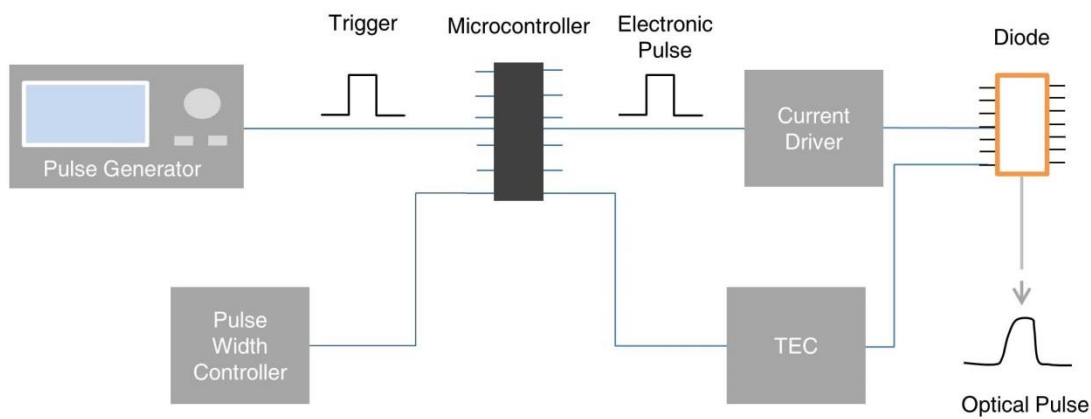 Trigger
Microcontroller
Electronic
Pulse
Diode
Pulse Generator
Current
Driver
Pulse
Width
Controller
TEC
Optical Pulse